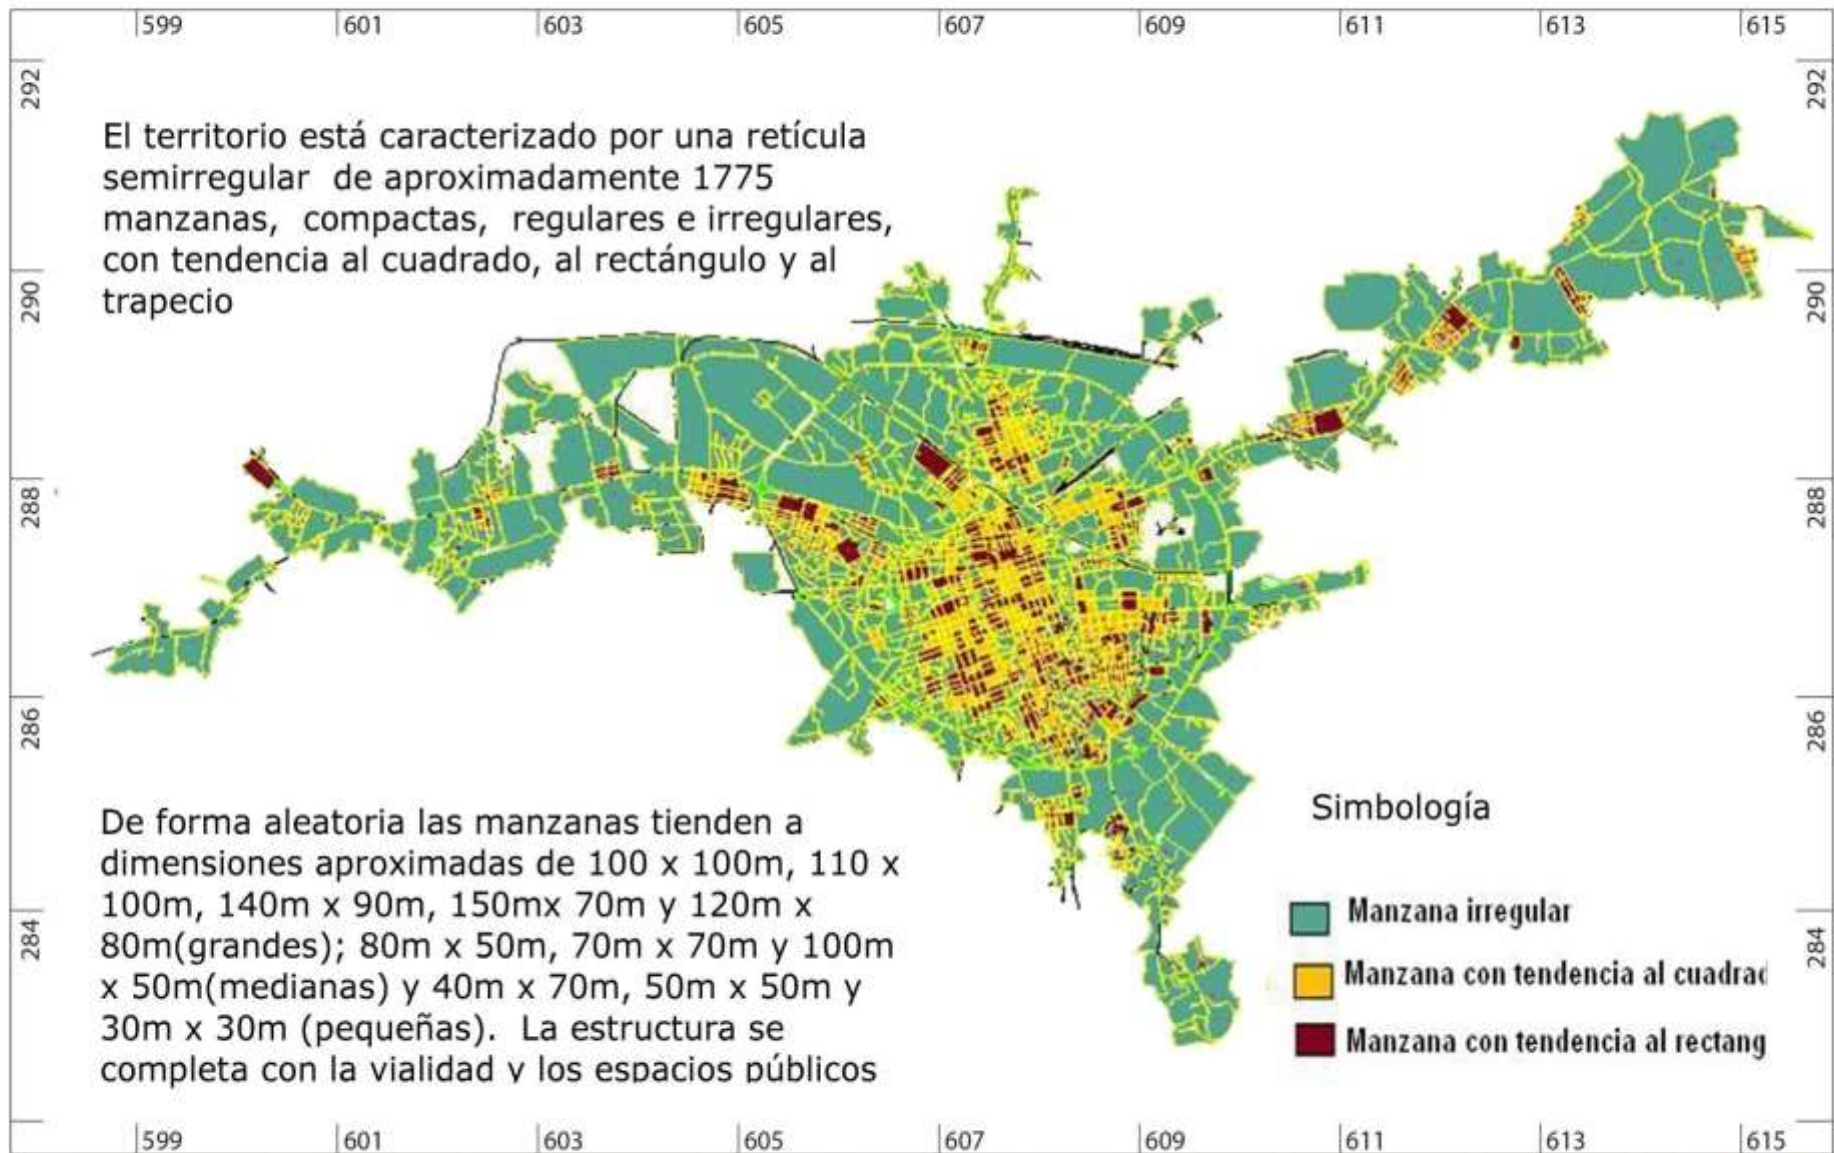 599 601 603 605 607 609 611 613 615
292 292
El territorio está caracterizado por una retícula
semirregular de aproximadamente 1775
manzanas, compactas, regulares e irregulares,
con tendencia al cuadrado, al rectángulo y al
trapecio
290 290
288 288
286 286
De forma aleatoria las manzanas tienden a
dimensiones aproximadas de 100 x 100m, 110 x
100m, 140m x 90m, 150mx 70m y 120m x
80m(grandes); 80m x 50m, 70m x 70m y 100m
x 50m(medianas) y 40m x 70m, 50m x 50m y
30m x 30m (pequeñas). La estructura se
completa con la vialidad y los espacios públicos
Simbología
Manzana irregular
284 284
Manzana con tendencia al cuadrad
Manzana con tendencia al rectang
599 601 603 605 607 609 611 613 615